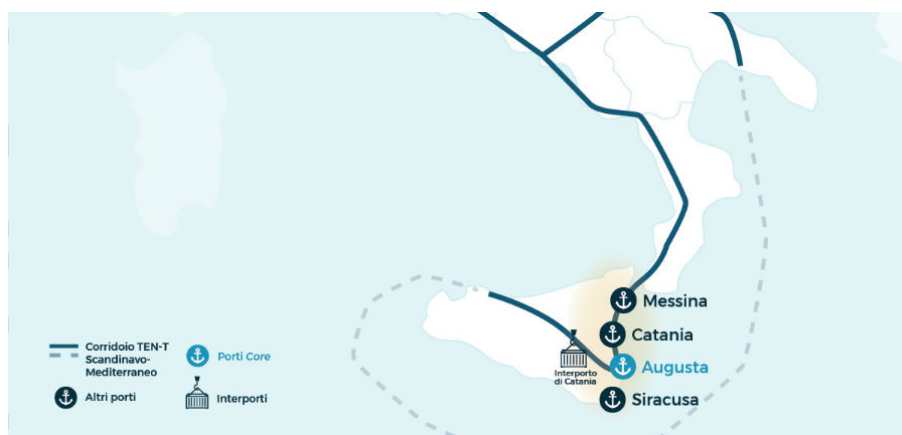 Messina
Catania
Augusta
Interporto
di Catania
Siracusa
Corridoio TEN-T
Scandinavo-
Mediterraneo
Porti Core
Altri porti
Interporti